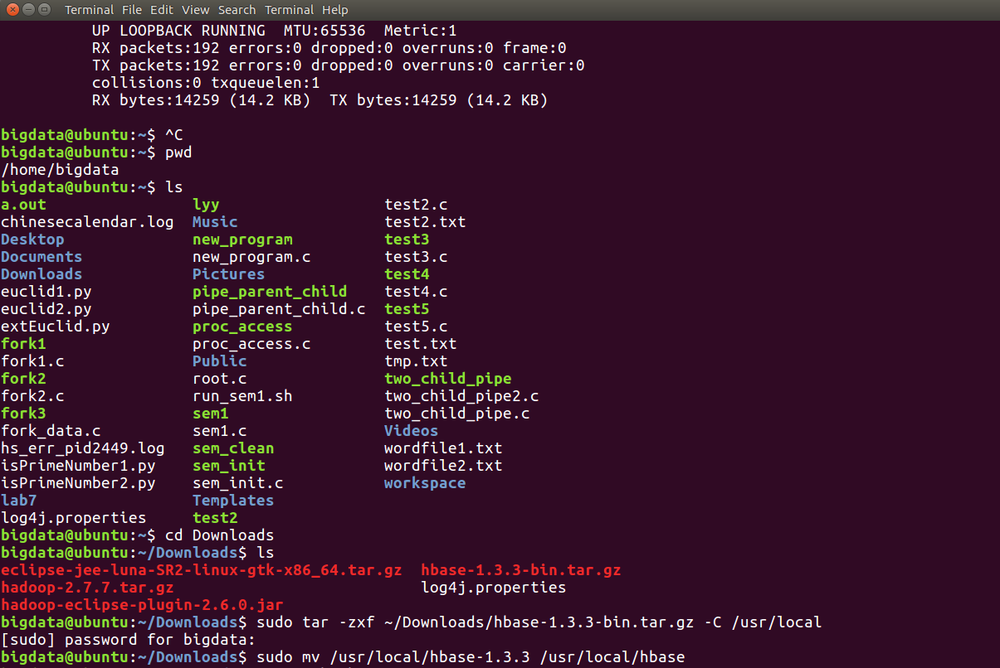 Terminal File Edit View Search Terminal Help
UP LOOPBACK RUNNING  MTU:65536  Metric:1
RX packets:192 errors:0 dropped:0 overruns:0 frame:0
TX packets:192 errors:0 dropped:0 overruns:0 carrier:0
collisions:0 txqueuelen:1
RX bytes:14259 (14.2 KB)  TX bytes:14259 (14.2 KB)
bigdata@ubuntu:~$ ^C
bigdata@ubuntu:~$ pwd
/home/bigdata
bigdata@ubuntu:~$ ls
a.out lyy test2.c
chinesecalendar.log Music test2.txt
Desktop new_program test3
Documents new_program.c test3.c
Downloads Pictures test4
euclid1.py pipe_parent_child test4.c
euclid2.py pipe_parent_child.c test5
extEuclid.py proc_access test5.c
fork1 proc_access.c test.txt
fork1.c Public tmp.txt
fork2 root.c two_child_pipe
fork2.c run_sem1.sh two_child_pipe2.c
fork3 sem1 two_child_pipe.c
fork_data.c sem1.c Videos
hs_err_pid2449.log sem_clean wordfile1.txt
isPrimeNumber1.py sem_init wordfile2.txt
isPrimeNumber2.py sem_init.c workspace
lab7 Templates
log4j.properties test2
bigdata@ubuntu:~$ cd Downloads
bigdata@ubuntu:~/Downloads$ ls
eclipse-jee-luna-SR2-linux-gtk-x86_64.tar.gz hbase-1.3.3-bin.tar.gz
hadoop-2.7.7.tar.gz log4j.properties
hadoop-eclipse-plugin-2.6.0.jar
bigdata@ubuntu:~/Downloads$ sudo tar -zxf ~/Downloads/hbase-1.3.3-bin.tar.gz -C /usr/local
[sudo] password for bigdata:
bigdata@ubuntu:~/Downloads$ sudo mv /usr/local/hbase-1.3.3 /usr/local/hbase